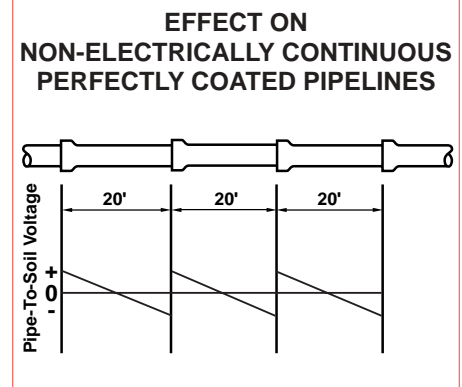 EFFECT ON
NON-ELECTRICALLY CONTINUOUS
PERFECTLY COATED PIPELINES
20' 20' 20'
Pipe-To-Soil Voltage
+
0
-